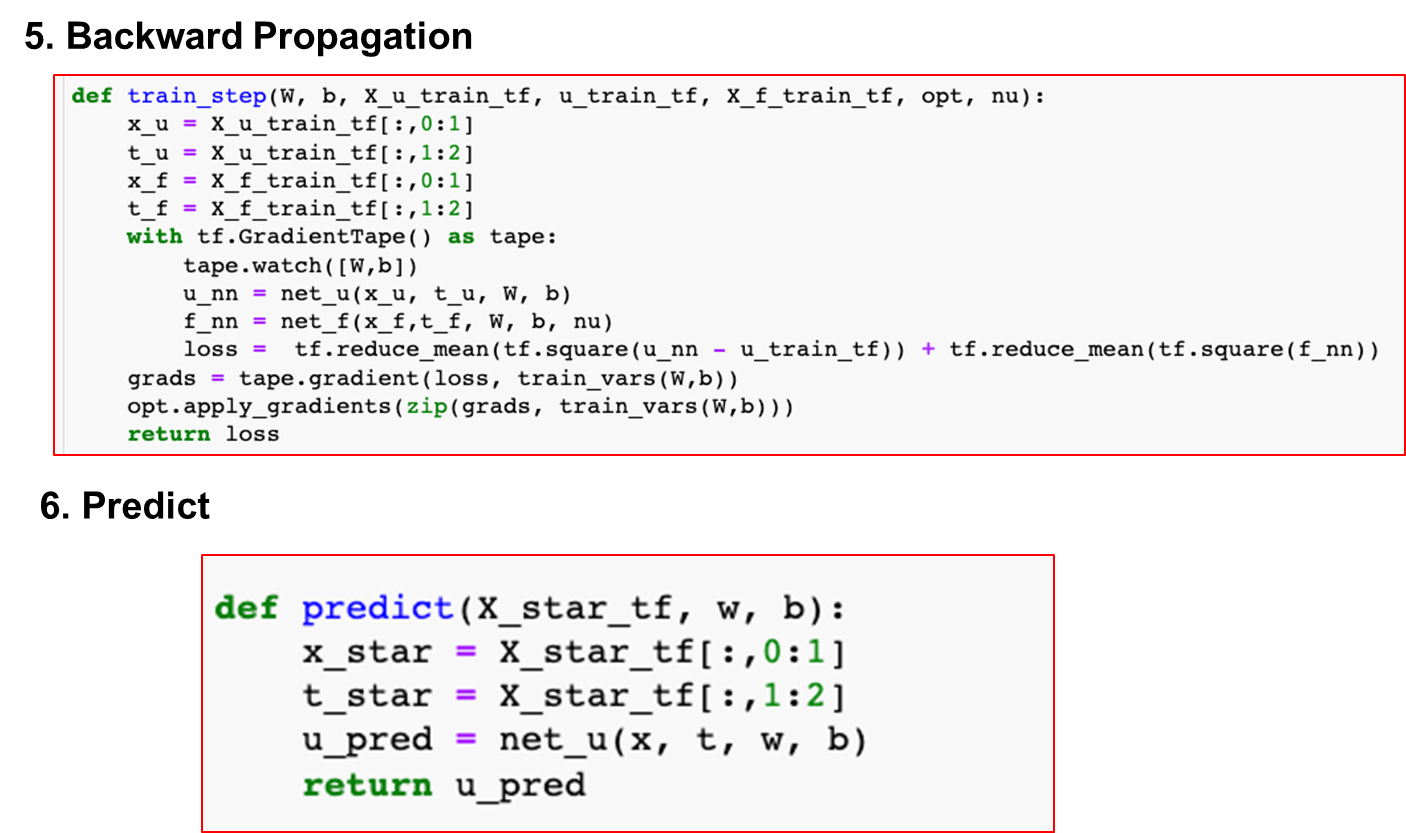 5. Backward Propagation
def train_step(W, b, X_u_train_tf, u_train_tf, X_f_train_tf, opt, nu):
    x_u = X_u_train_tf[:,0:1]
    t_u = X_u_train_tf[:,1:2]
    x_f = X_f_train_tf[:,0:1]
    t_f = X_f_train_tf[:,1:2]
    with tf.GradientTape() as tape:
        tape.watch([W,b])
        u_nn = net_u(x_u, t_u, W, b)
        f_nn = net_f(x_f,t_f, W, b, nu)
        loss =  tf.reduce_mean(tf.square(u_nn - u_train_tf)) + tf.reduce_mean(tf.square(f_nn))
    grads = tape.gradient(loss, train_vars(W,b))
    opt.apply_gradients(zip(grads, train_vars(W,b)))
    return loss
6. Predict
def predict(X_star_tf, w, b):
    x_star = X_star_tf[:,0:1]
    t_star = X_star_tf[:,1:2]
    u_pred = net_u(x, t, w, b)
    return u_pred